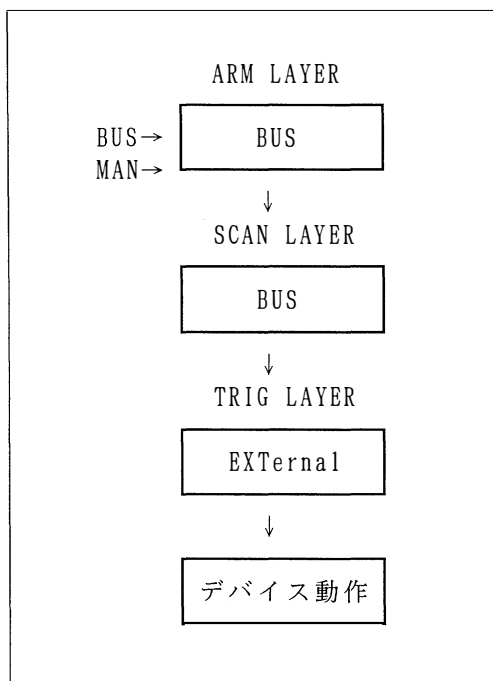 ARM LAYER
BUS→
BUS
MAN→
↓
SCAN LAYER
BUS
↓
TRIG LAYER
EXTernal
↓
デバイス動作